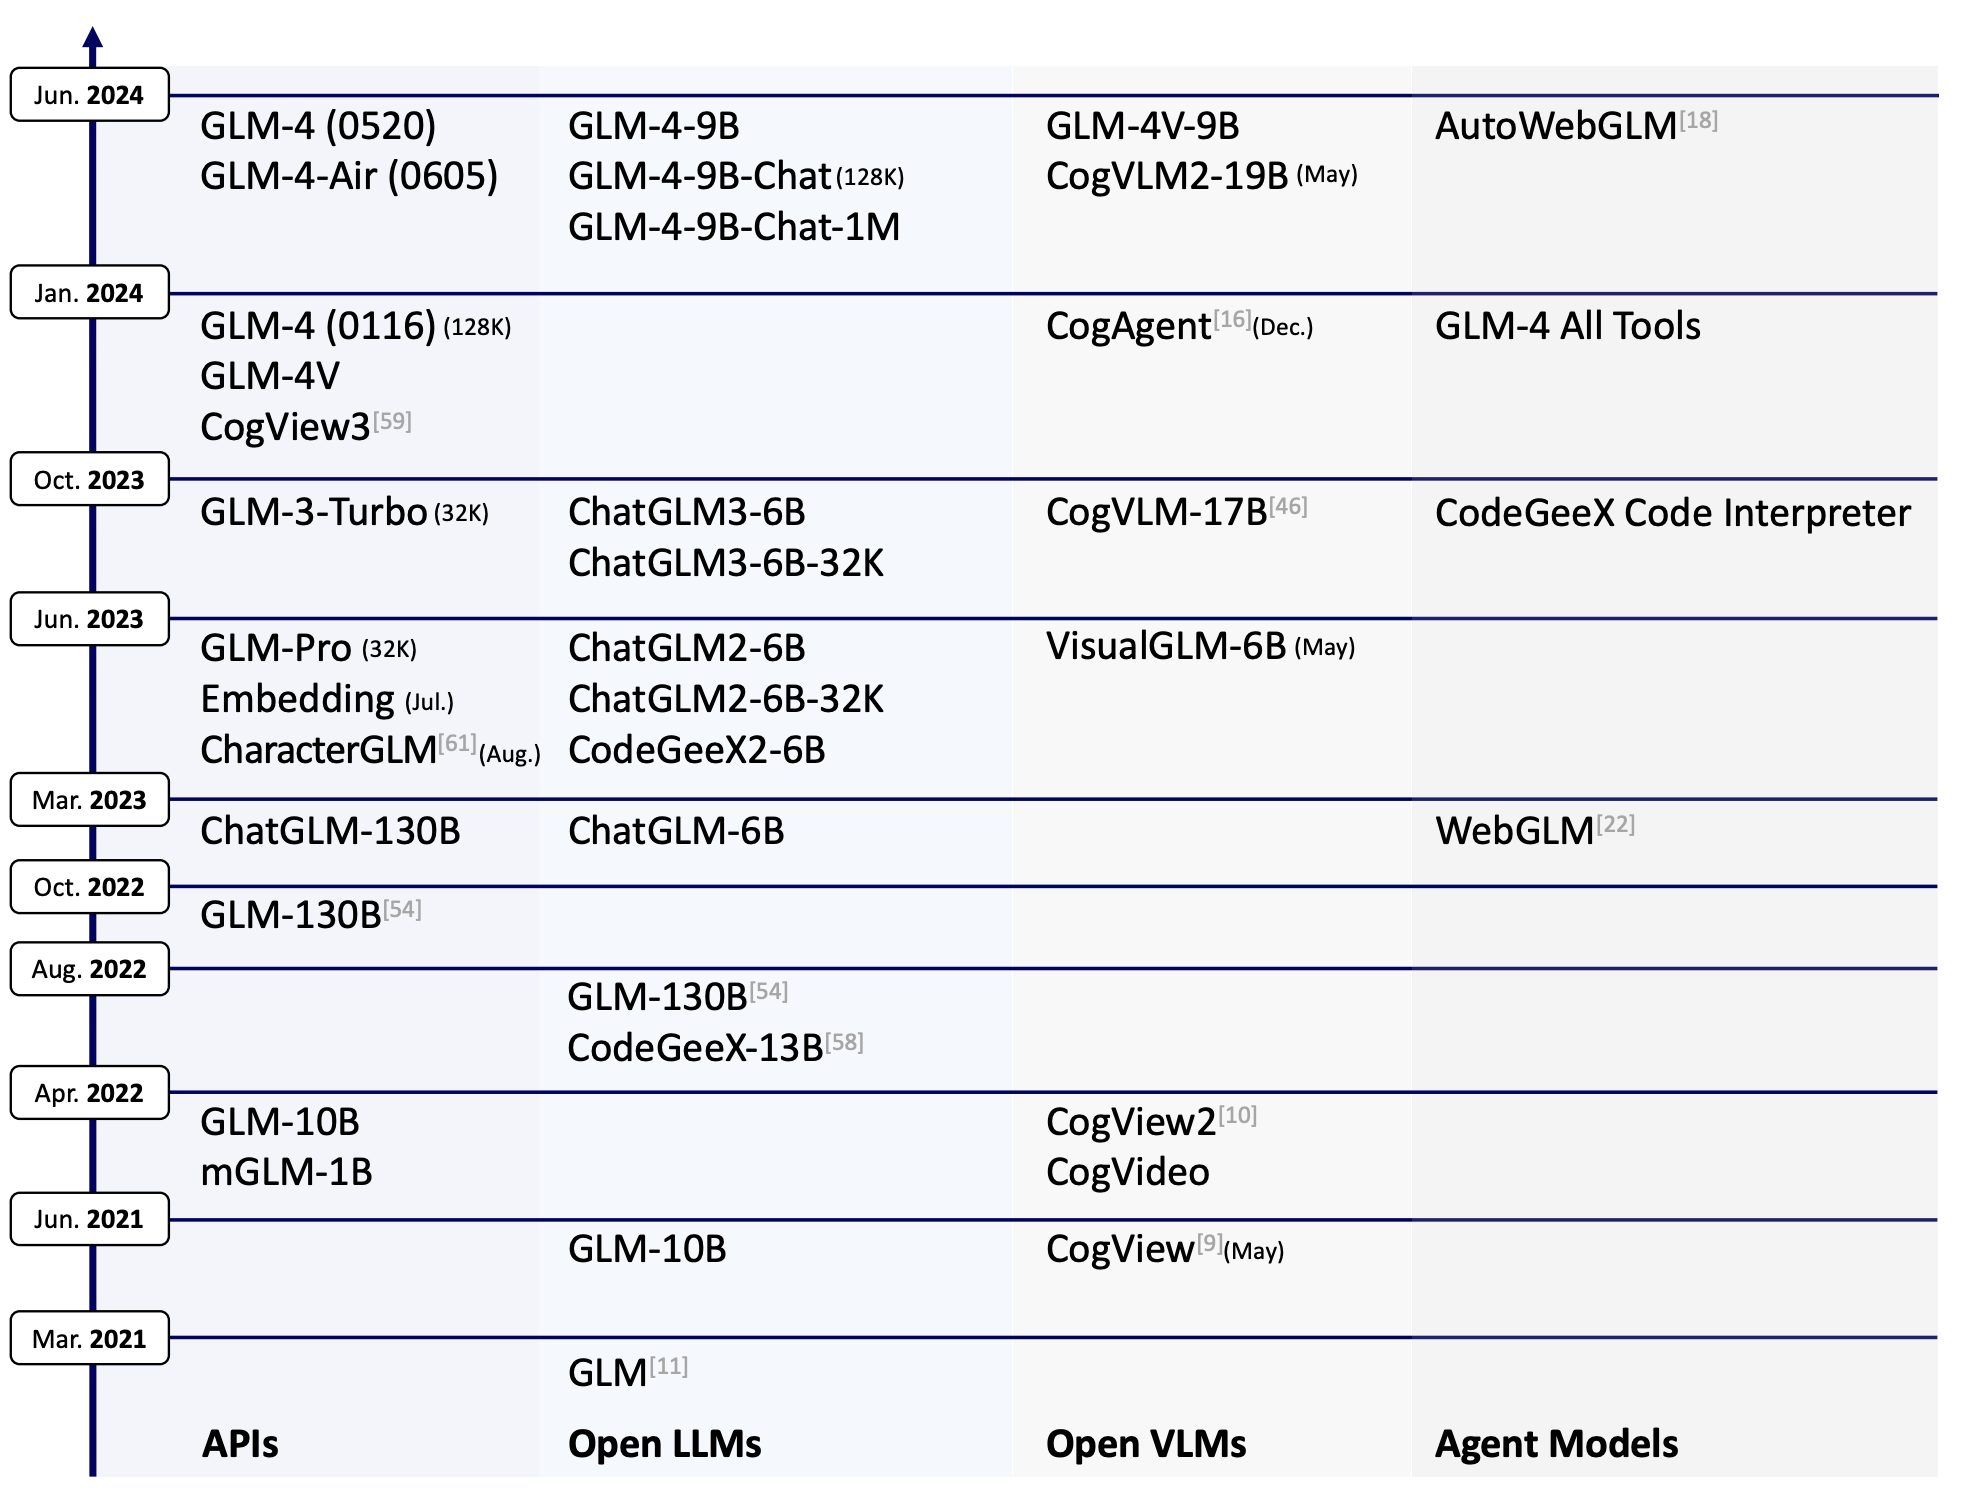 Jun. 2024
GLM-4 (0520) GLM-4-9B GLM-4V-9B AutoWebGLM[18]
GLM-4-Air (0605) GLM-4-9B-Chat (128K) CogVLM2-19B (May)
GLM-4-9B-Chat-1M
Jan. 2024
GLM-4 (0116) (128K) CogAgent[16](Dec.) GLM-4 All Tools
GLM-4V
CogView3[59]
Oct. 2023
GLM-3-Turbo (32K) ChatGLM3-6B CogVLM-17B[46] CodeGeeX Code Interpreter
ChatGLM3-6B-32K
Jun. 2023
GLM-Pro (32K) ChatGLM2-6B VisualGLM-6B (May)
Embedding (Jul.) ChatGLM2-6B-32K
CharacterGLM[61](Aug.) CodeGeeX2-6B
Mar. 2023
ChatGLM-130B ChatGLM-6B WebGLM[22]
Oct. 2022
GLM-130B[54]
Aug. 2022
GLM-130B[54]
CodeGeeX-13B[58]
Apr. 2022
GLM-10B CogView2[10]
mGLM-1B CogVideo
Jun. 2021
GLM-10B CogView[9](May)
Mar. 2021
GLM[11]
APIs Open LLMs Open VLMs Agent Models